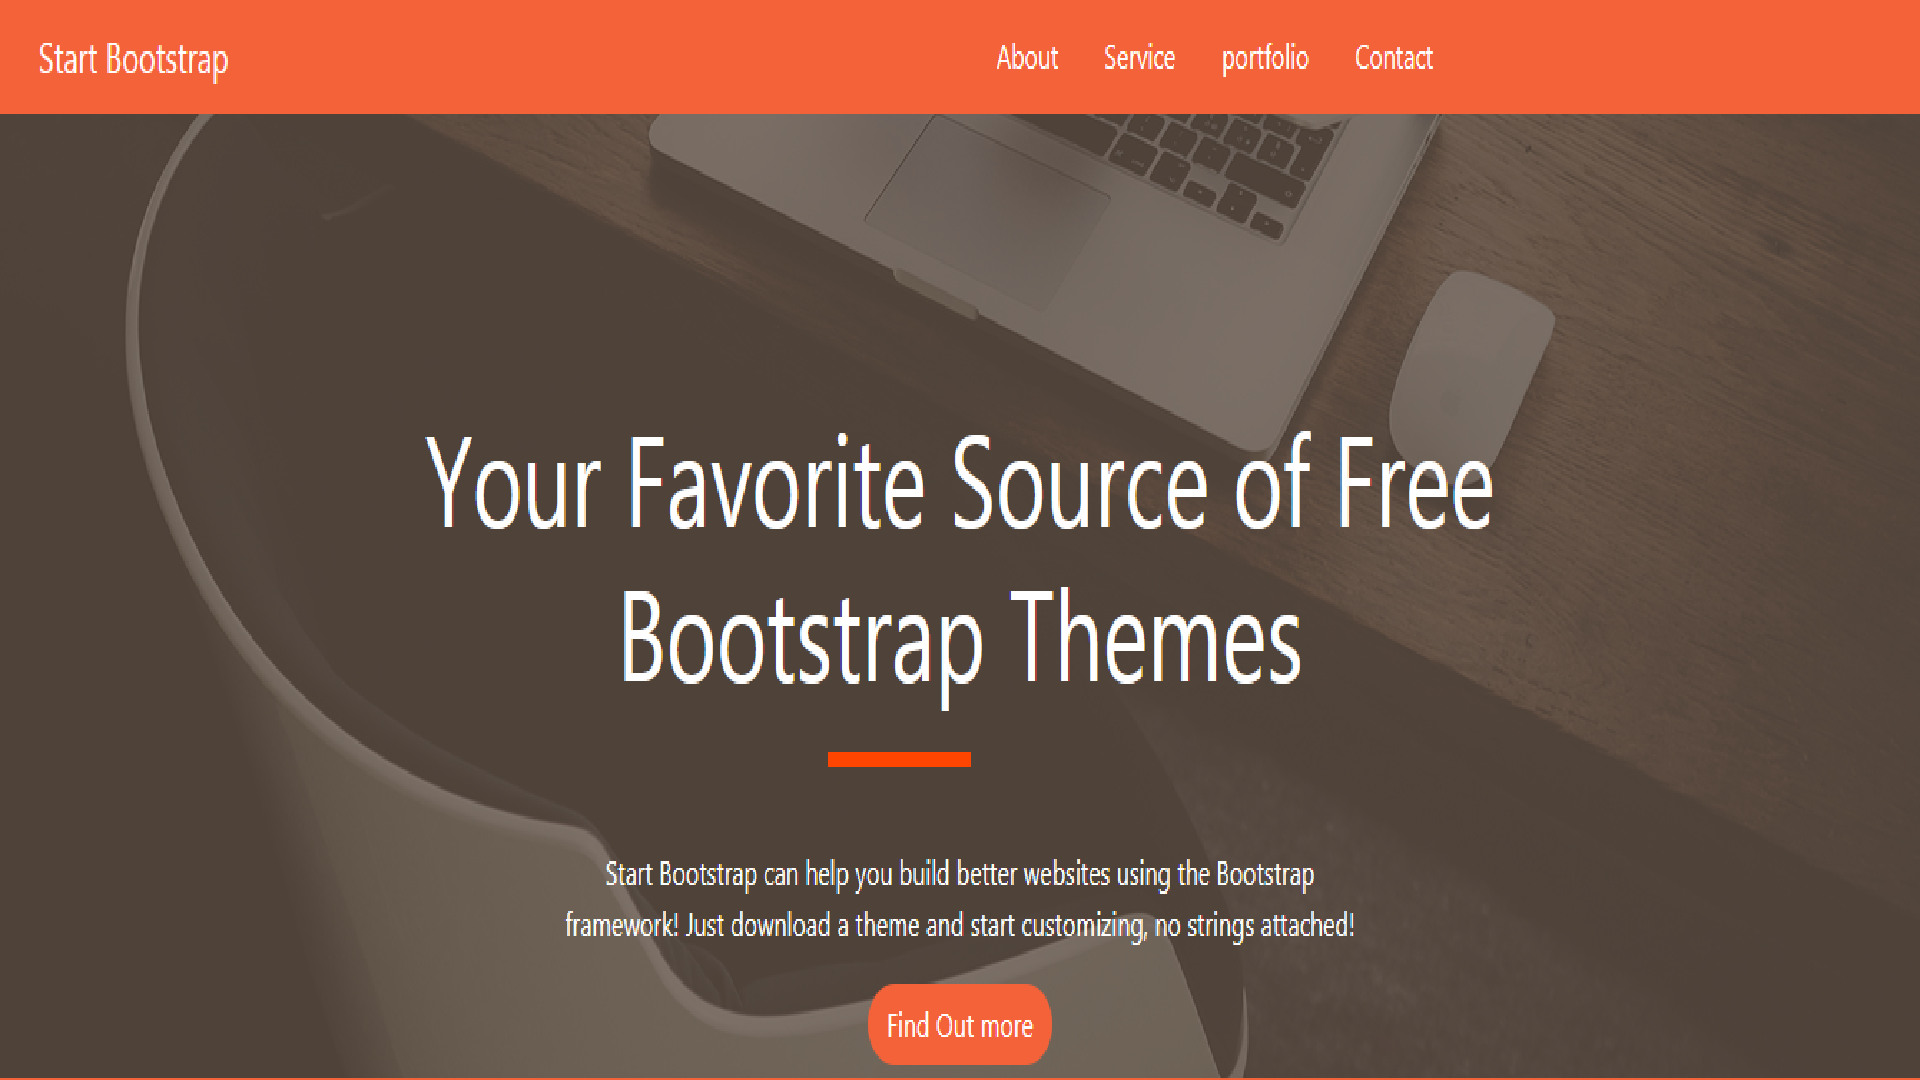 Start Bootstrap
About Service portfolio Contact
Your Favorite Source of Free
Bootstrap Themes
Start Bootstrap can help you build better websites using the Bootstrap
framework! Just download a theme and start customizing, no strings attached!
Find Out more